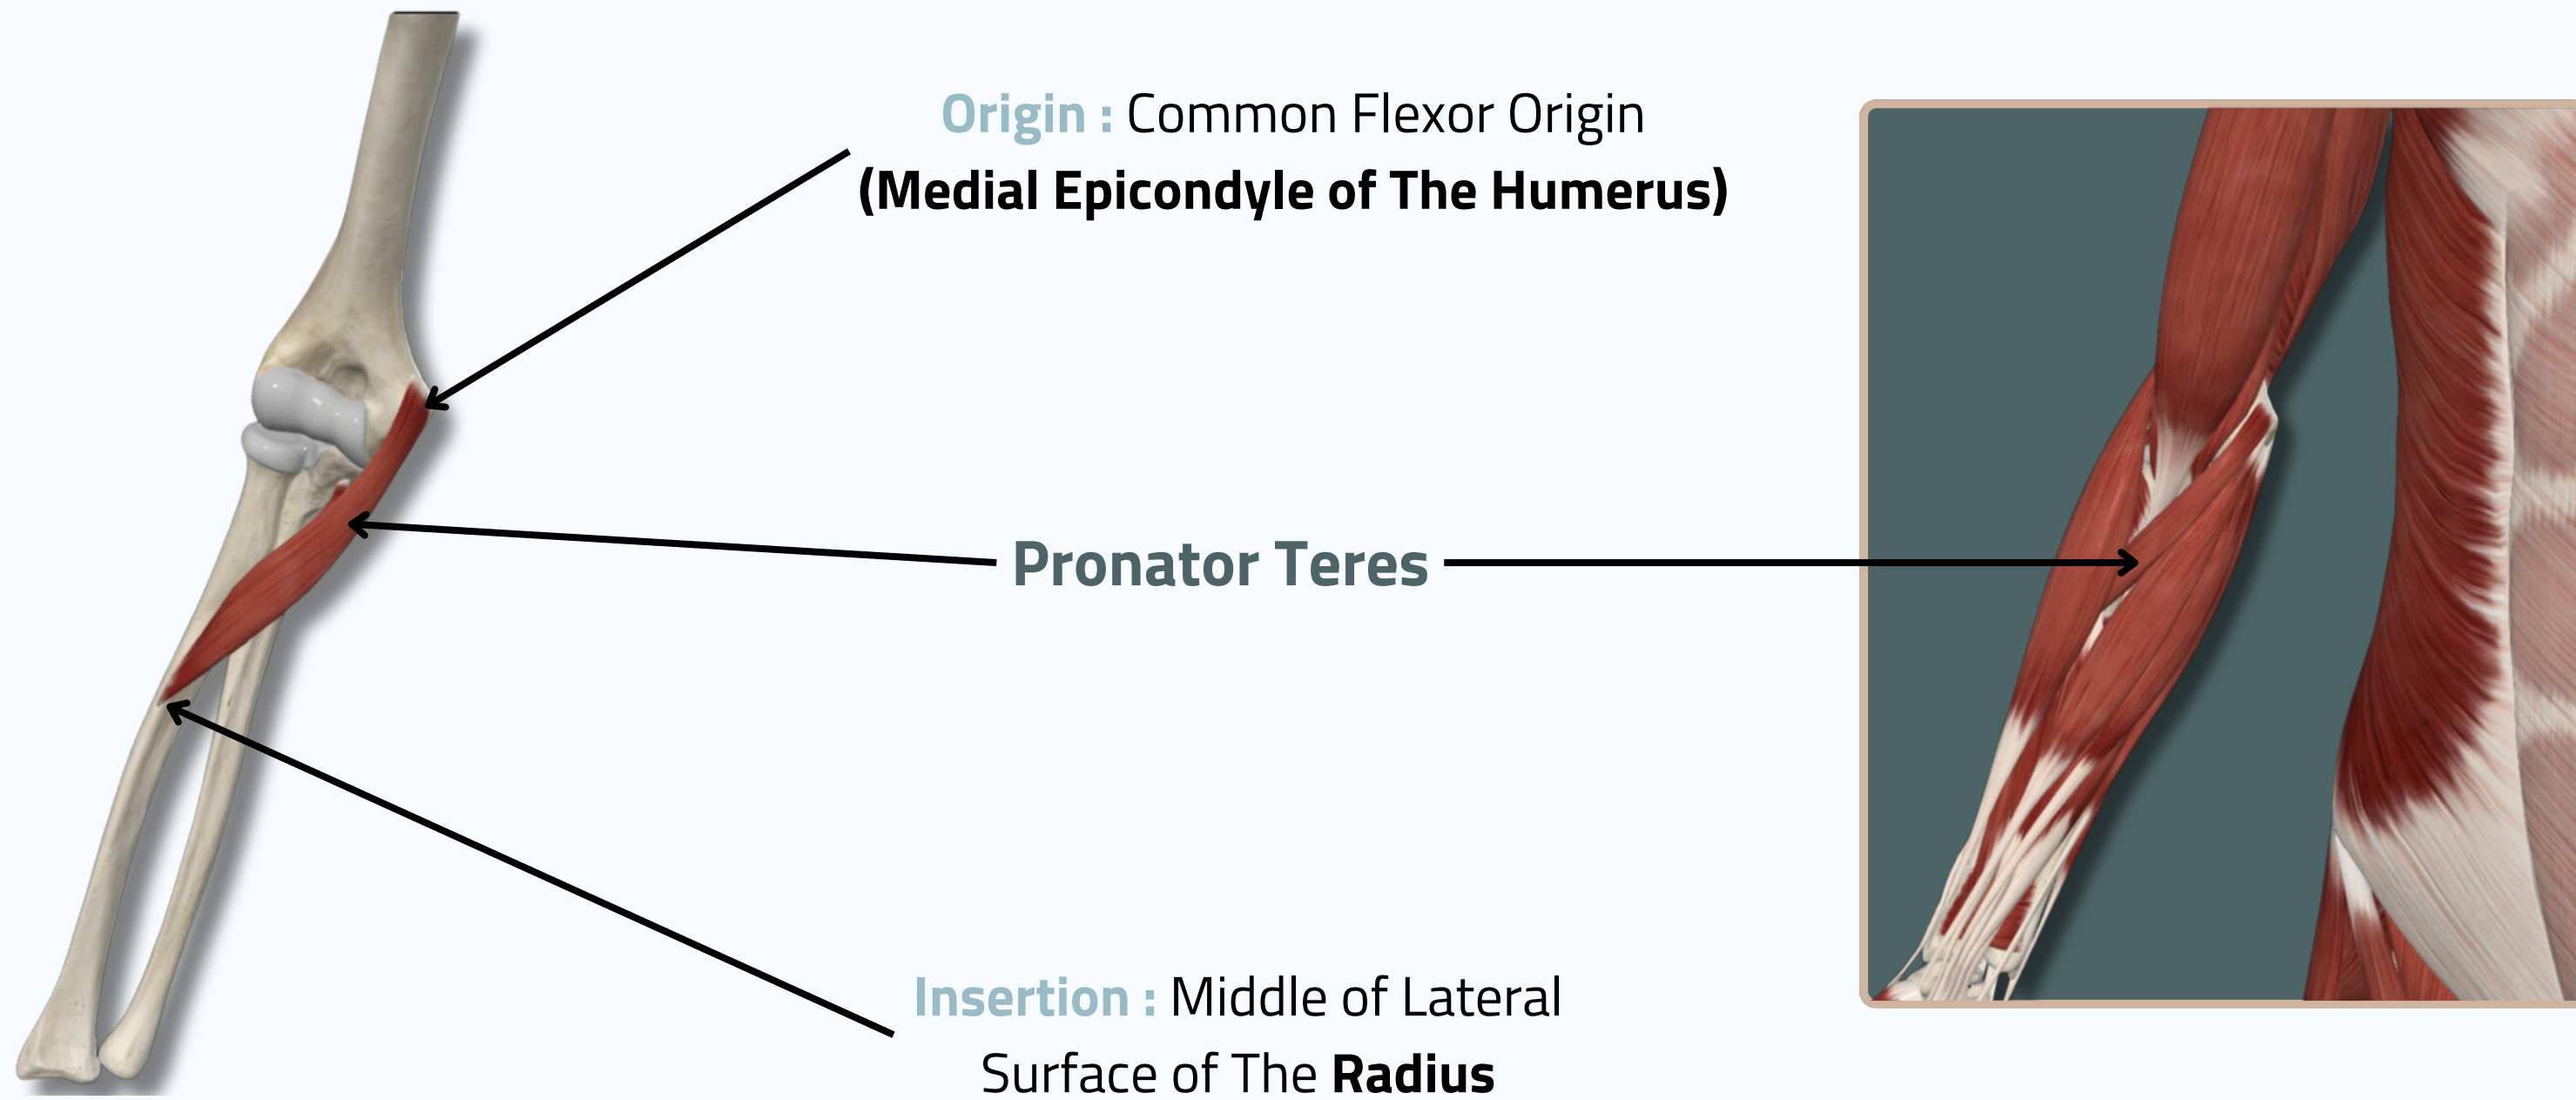 Origin : Common Flexor Origin
(Medial Epicondyle of The Humerus)
Pronator Teres
Insertion : Middle of Lateral
Surface of The Radius